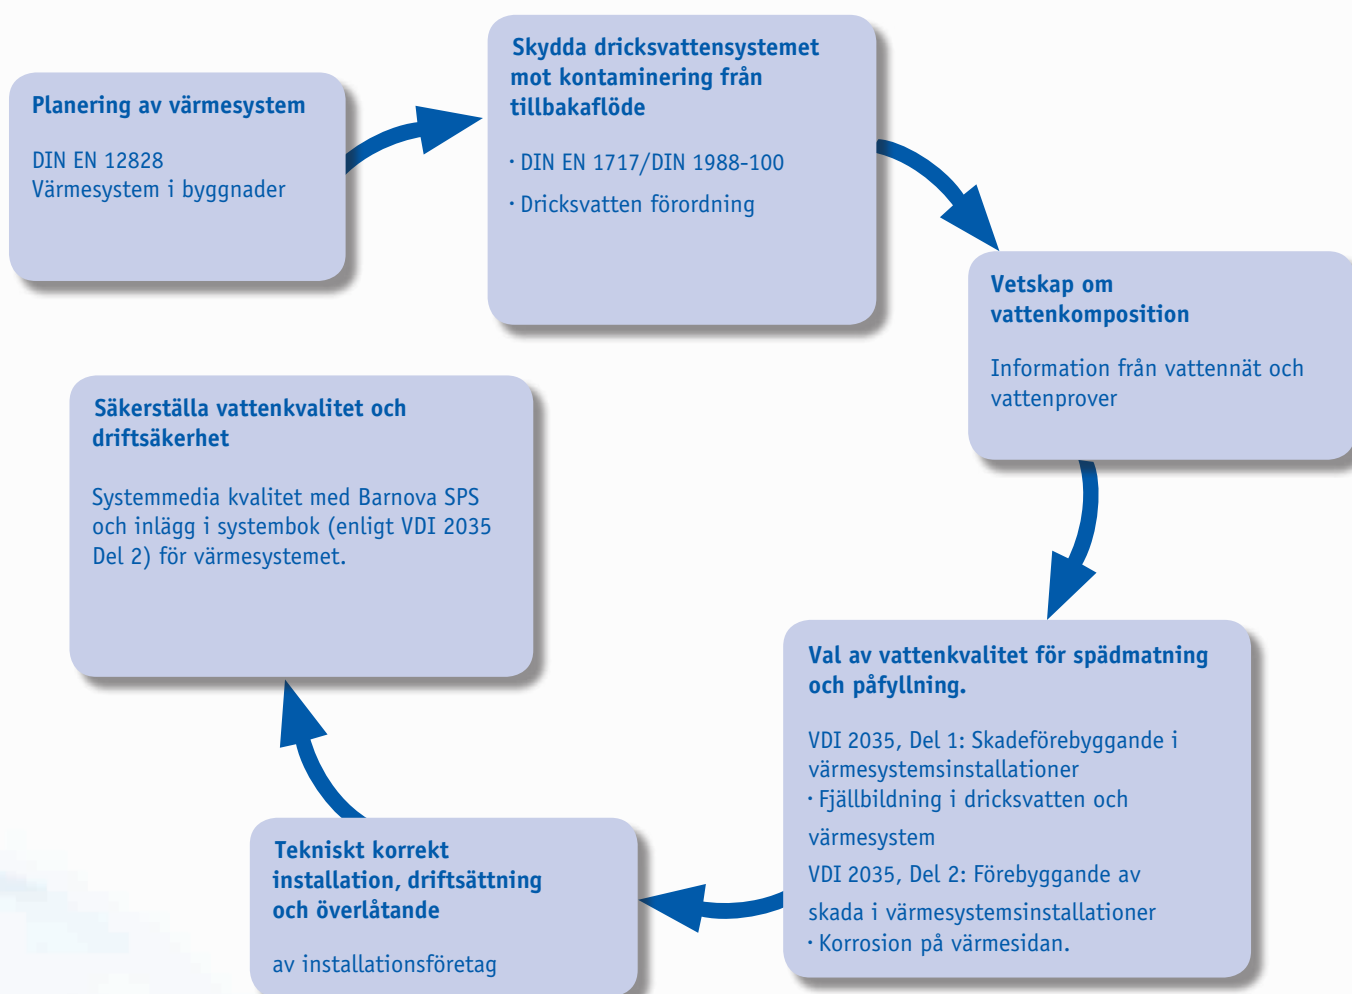 Planering av värmesystem
DIN EN 12828
Värmesystem i byggnader
Skydda dricksvattensystemet
mot kontaminering från
tillbakaflöde
· DIN EN 1717/DIN 1988-100
· Dricksvatten förordning
Vetskap om
vattenkomposition
Information från vattennät och
vattenprover
Val av vattenkvalitet för spädmatning
och påfyllning.
VDI 2035, Del 1: Skadeförebyggande i
värmesystemsinstallationer
· Fjällbildning i dricksvatten och
värmesystem
VDI 2035, Del 2: Förebyggande av
skada i värmesystemsinstallationer
· Korrosion på värmesidan.
Tekniskt korrekt
installation, driftsättning
och överlåtande
av installationsföretag
Säkerställa vattenkvalitet och
driftsäkerhet
Systemmedia kvalitet med Barnova SPS
och inlägg i systembok (enligt VDI 2035
Del 2) för värmesystemet.